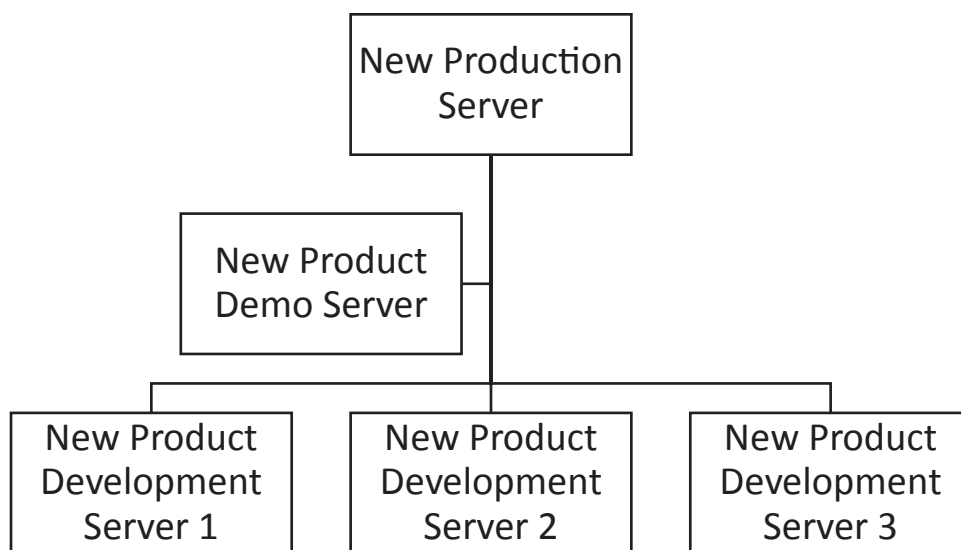 New Production
Server
New Product
Demo Server
New Product
Development
Server 1
New Product
Development
Server 2
New Product
Development
Server 3